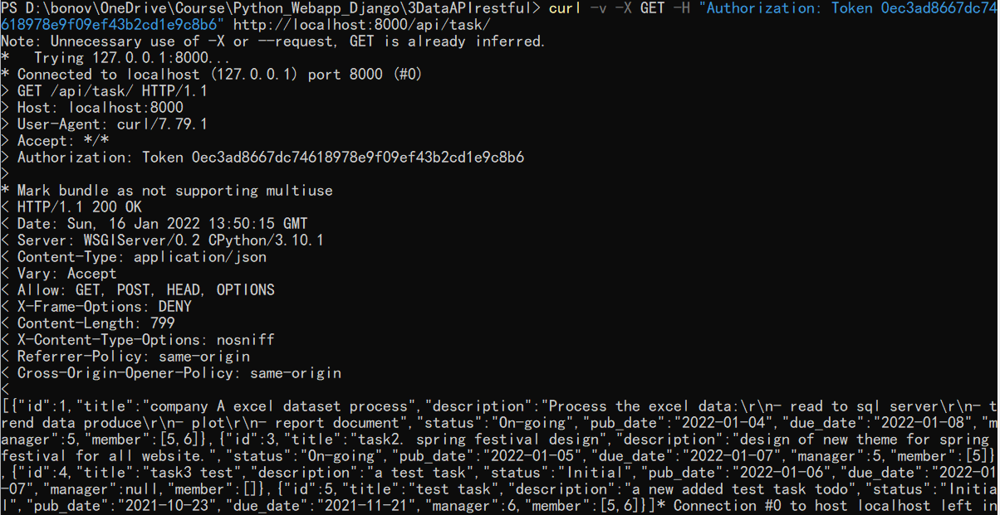 PS D:\bonov\OneDrive\Course\Python_Webapp_Django\3DataAPIrestful> curl -v -X GET -H "Authorization: Token 0ec3ad8667dc74
618978e9f09ef43b2cd1e9c8b6" http://localhost:8000/api/task/
Note: Unnecessary use of -X or --request, GET is already inferred.
*   Trying 127.0.0.1:8000...
* Connected to localhost (127.0.0.1) port 8000 (#0)
> GET /api/task/ HTTP/1.1
> Host: localhost:8000
> User-Agent: curl/7.79.1
> Accept: */*
> Authorization: Token 0ec3ad8667dc74618978e9f09ef43b2cd1e9c8b6
>
* Mark bundle as not supporting multiuse
< HTTP/1.1 200 OK
< Date: Sun, 16 Jan 2022 13:50:15 GMT
< Server: WSGIServer/0.2 CPython/3.10.1
< Content-Type: application/json
< Vary: Accept
< Allow: GET, POST, HEAD, OPTIONS
< X-Frame-Options: DENY
< Content-Length: 799
< X-Content-Type-Options: nosniff
< Referrer-Policy: same-origin
< Cross-Origin-Opener-Policy: same-origin
<
[{"id":1,"title":"company A excel dataset process","description":"Process the excel data:\r\n- read to sql server\r\n- t
rend data produce\r\n- plot\r\n- report document","status":"On-going","pub_date":"2022-01-04","due_date":"2022-01-08","m
anager":5,"member":[5,6]},{"id":3,"title":"task2. spring festival design","description":"design of new theme for spring
festival for all website.","status":"On-going","pub_date":"2022-01-05","due_date":"2022-01-07","manager":5,"member":[5]}
,{"id":4,"title":"task3 test","description":"a test task","status":"Initial","pub_date":"2022-01-06","due_date":"2022-01
-07","manager":null,"member":[]},{"id":5,"title":"test task","description":"a new added test task todo","status":"Initia
l","pub_date":"2021-10-23","due_date":"2021-11-21","manager":6,"member":[5,6]}]* Connection #0 to host localhost left in